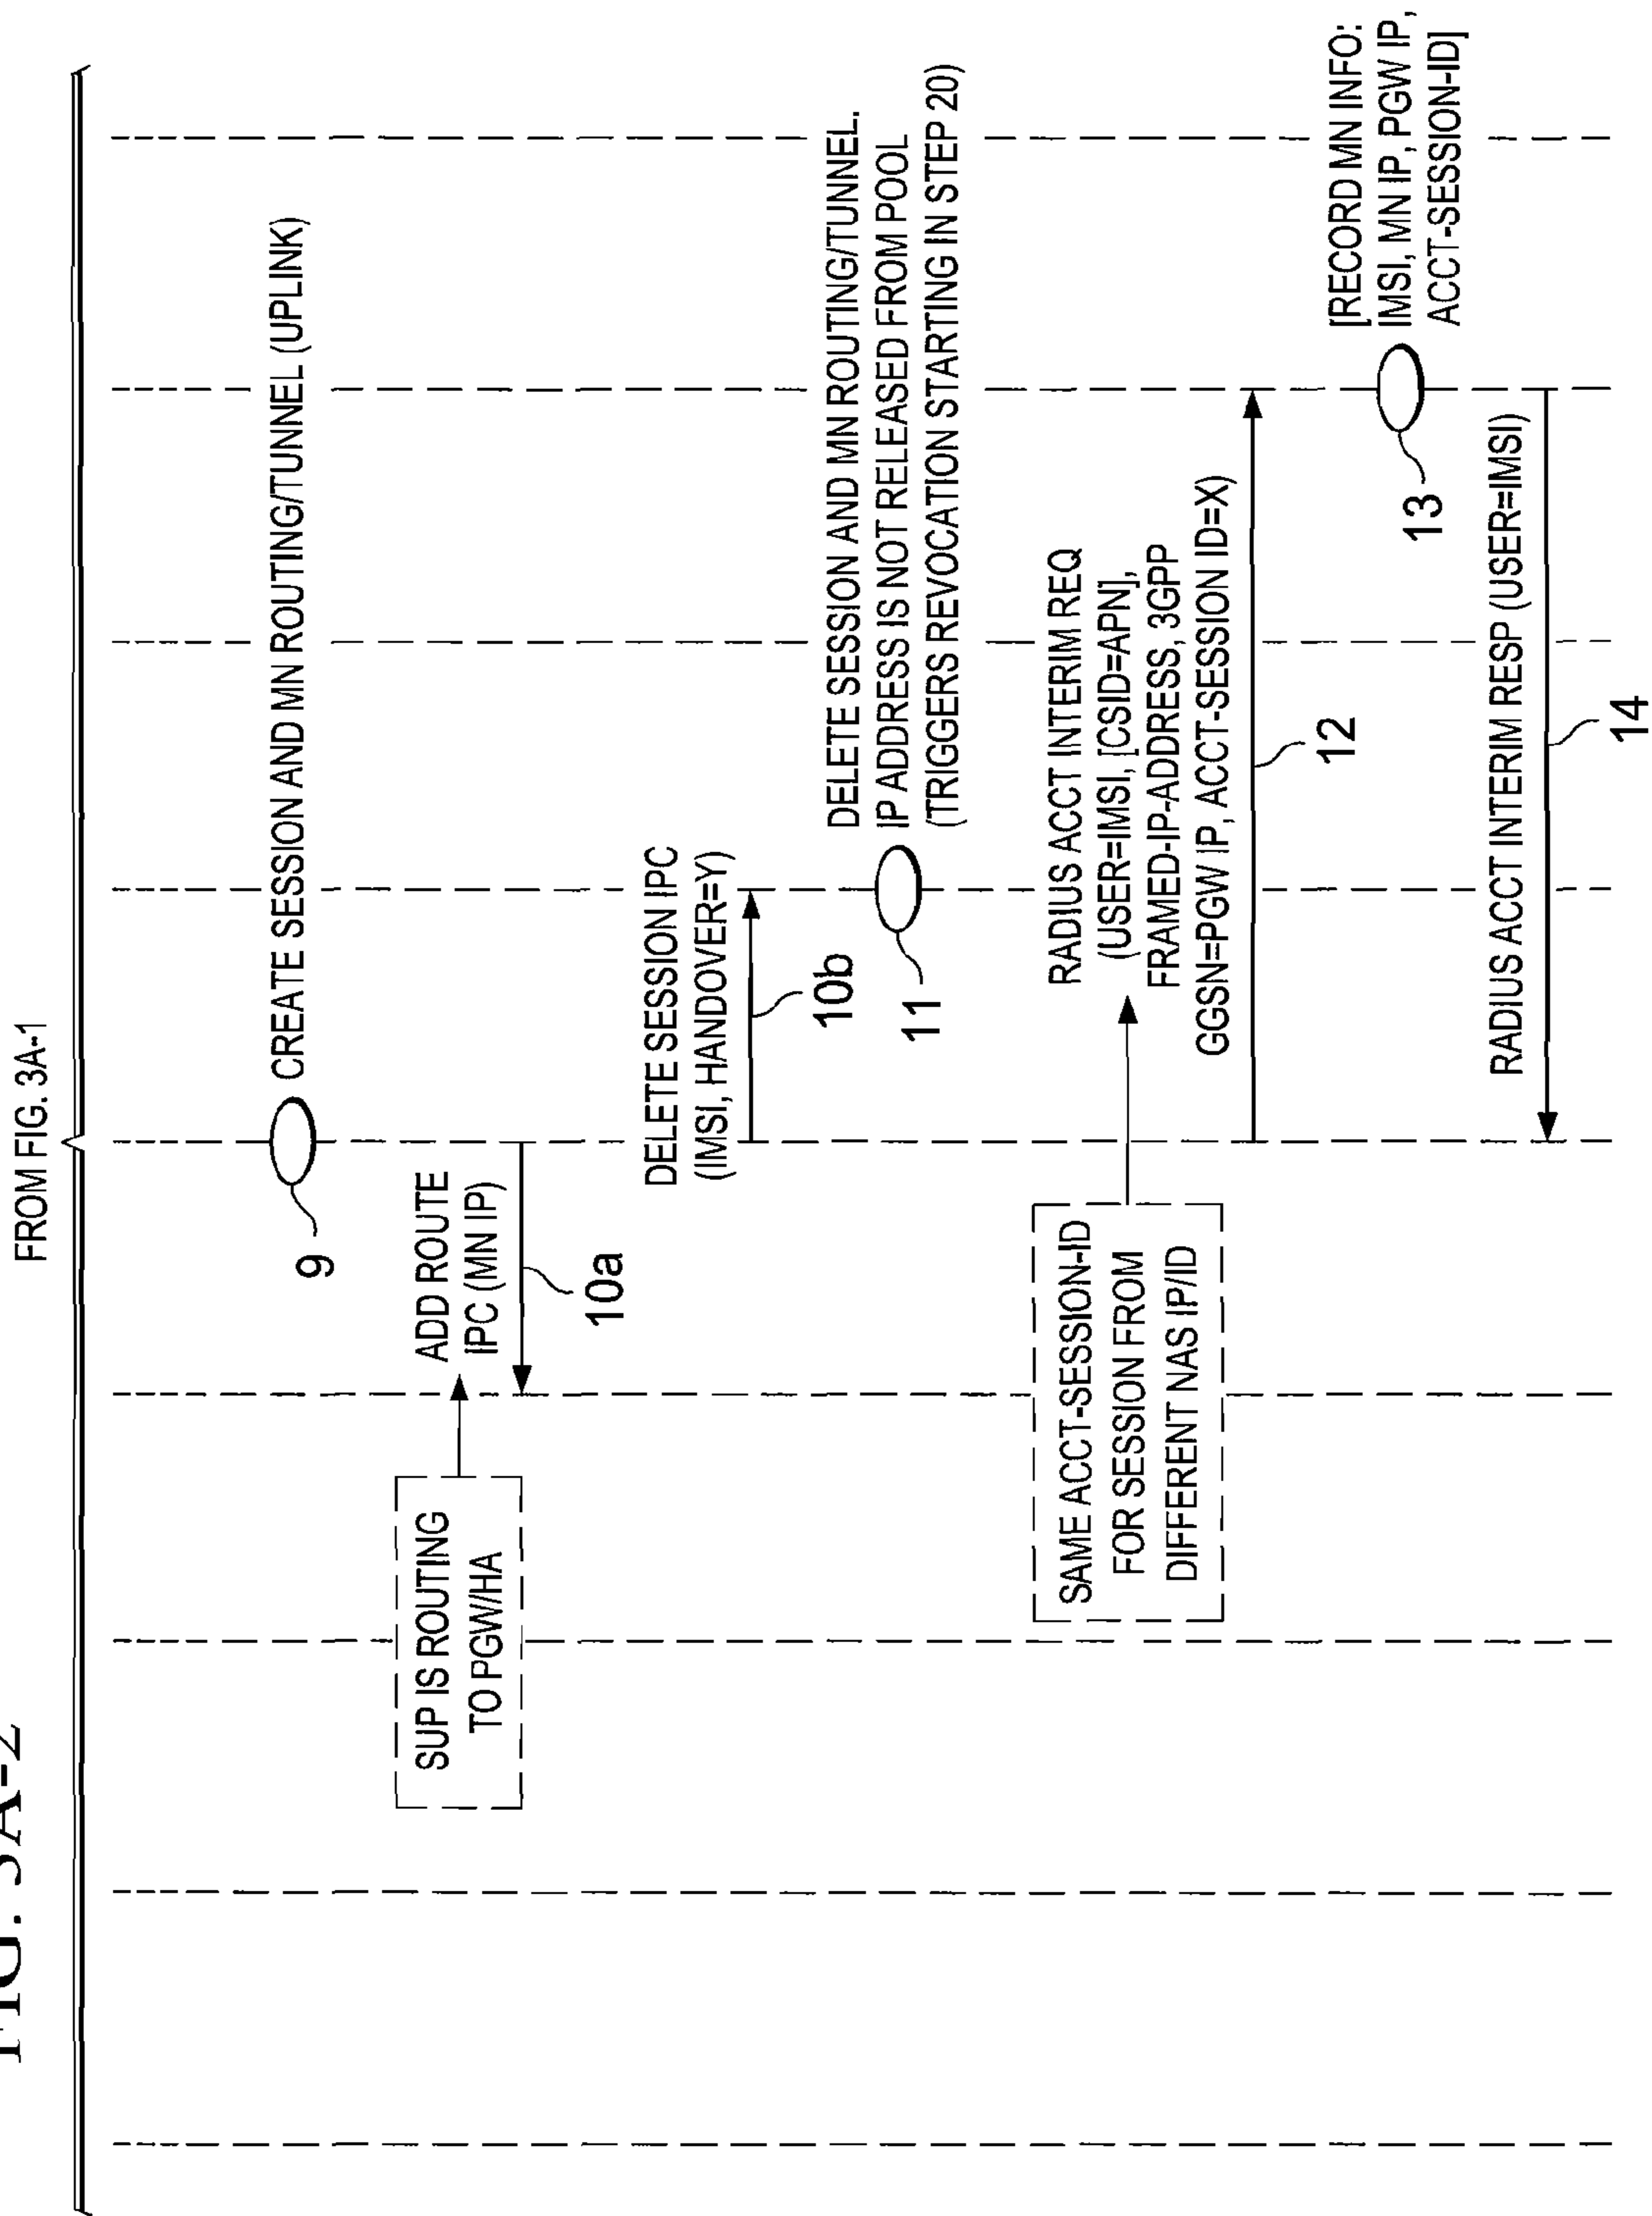 FIG. 3A-2
FROM FIG. 3A-1
9
CREATE SESSION AND MN ROUTING/TUNNEL (UPLINK)
SUP IS ROUTING
TO PGW/HA
ADD ROUTE
IPC (MN IP)
10a
DELETE SESSION IPC
(IMSI, HANDOVER=Y)
10b
DELETE SESSION AND MN ROUTING/TUNNEL.
IP ADDRESS IS NOT RELEASED FROM POOL
(TRIGGERS REVOCATION STARTING IN STEP 20)
11
SAME ACCT-SESSION-ID
FOR SESSION FROM
DIFFERENT NAS IP/ID
RADIUS ACCT INTERIM REQ
(USER=IMSI, [CSID=APN],
FRAMED-IP-ADDRESS, 3GPP
GGSN=PGW IP, ACCT-SESSION ID=X)
12
[RECORD MN INFO:
IMSI, MN IP, PGW IP,
ACCT-SESSION-ID]
13
RADIUS ACCT INTERIM RESP (USER=IMSI)
14